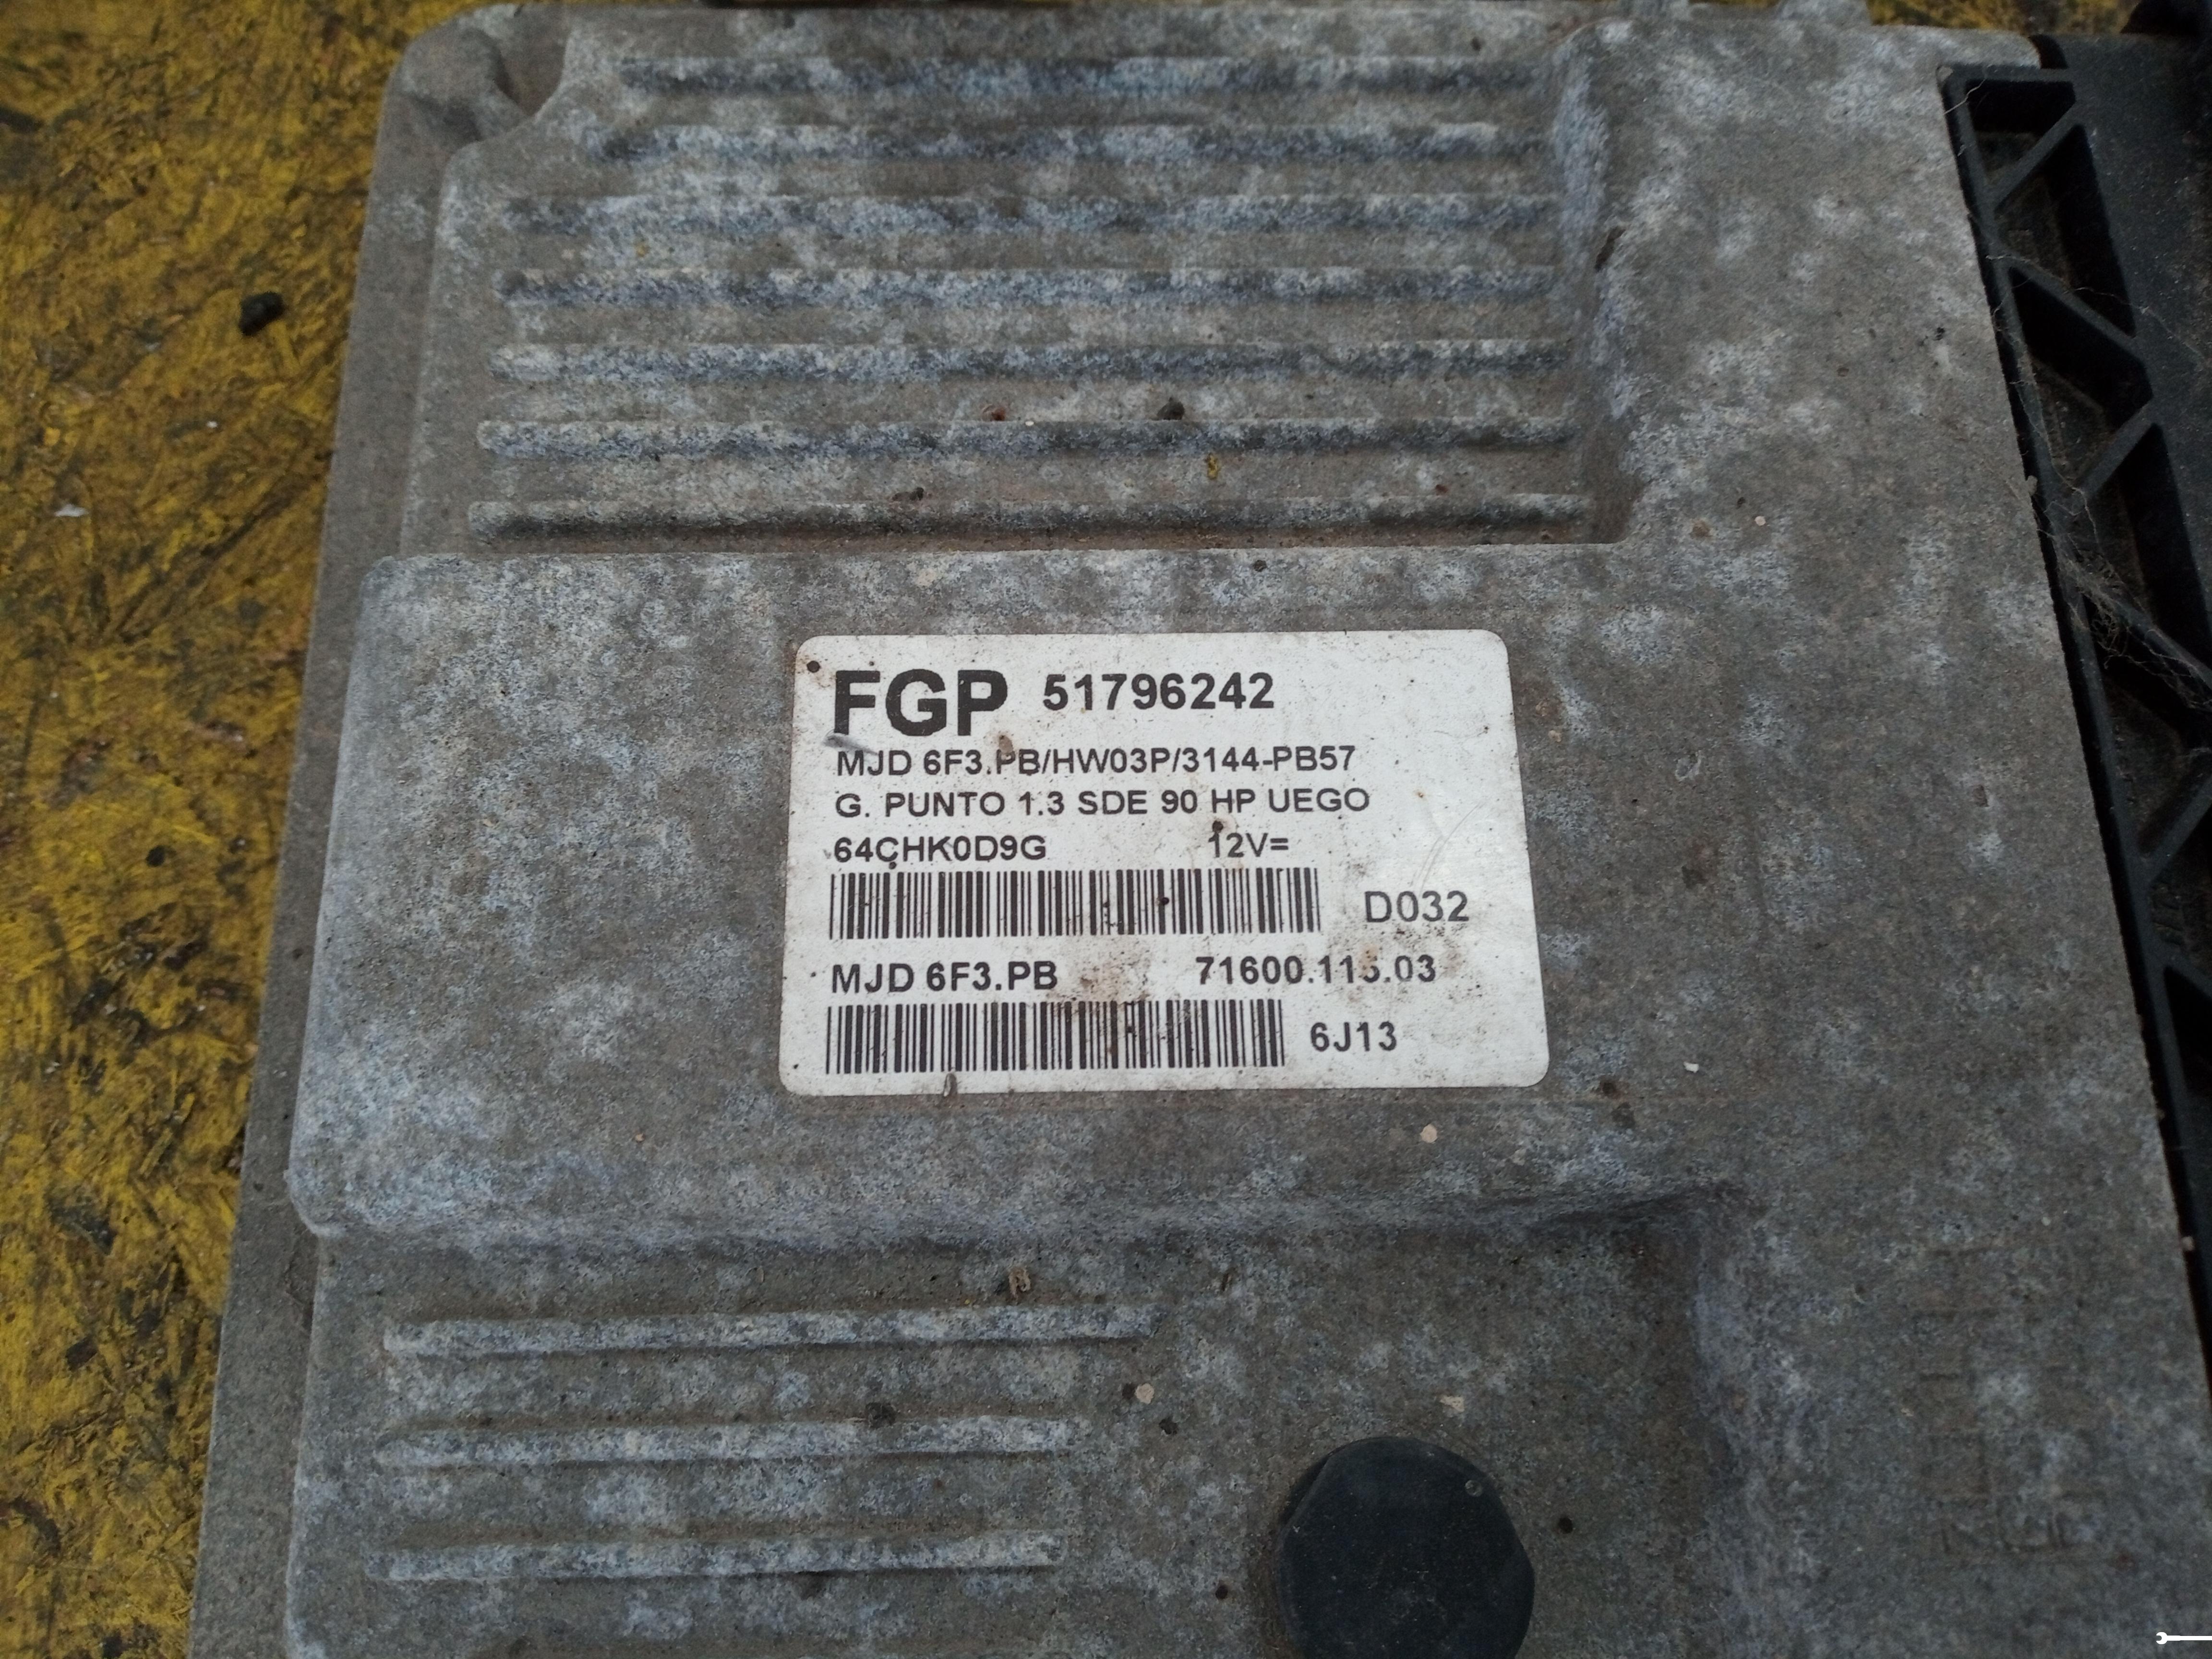 FGP 51796242
MJD 6F3.PB/HW03P/3144-PB57
G. PUNTO 1.3 SDE 90 HP UEGO
64CHK0D9G 12V=
D032
MJD 6F3.PB
6J13